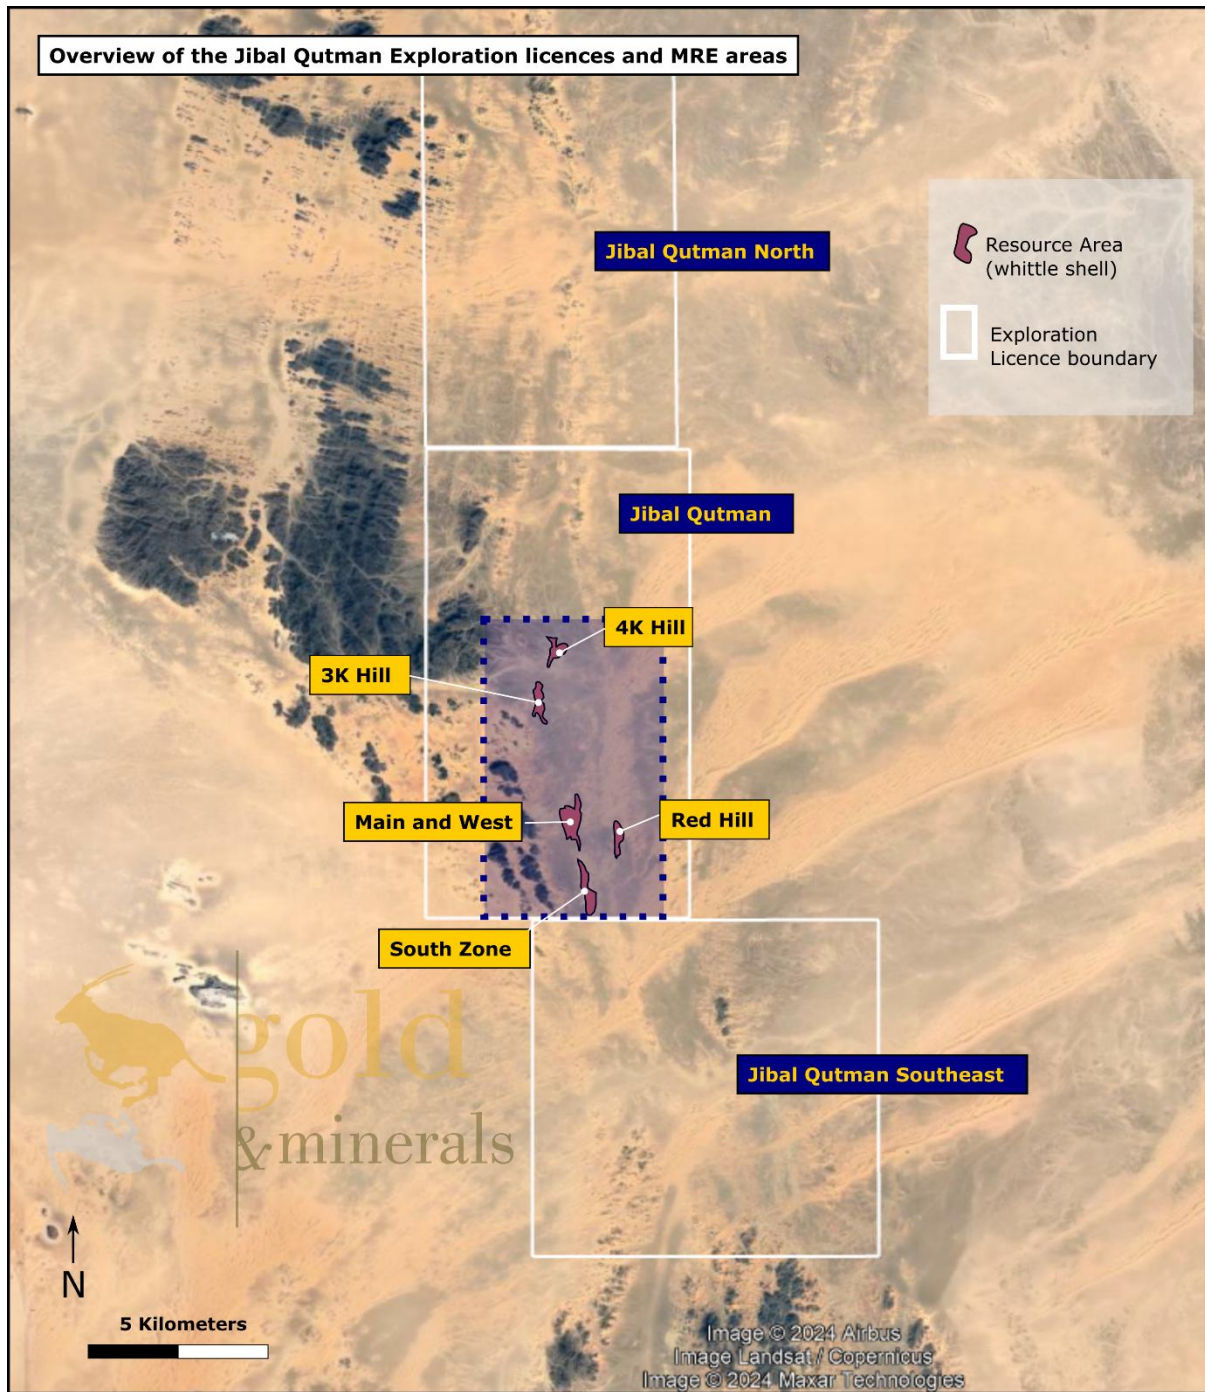 Overview of the Jibal Qutman Exploration licences and MRE areas
Jibal Qutman North
Resource Area
(whittle shell)
Exploration
Licence boundary
Jibal Qutman
4K Hill
3K Hill
Main and West
Red Hill
South Zone
gold
&minerals
Jibal Qutman Southeast
N
5 Kilometers
Image © 2024 Airbus
Image Landsat / Copernicus
Image © 2024 Maxar Technologies